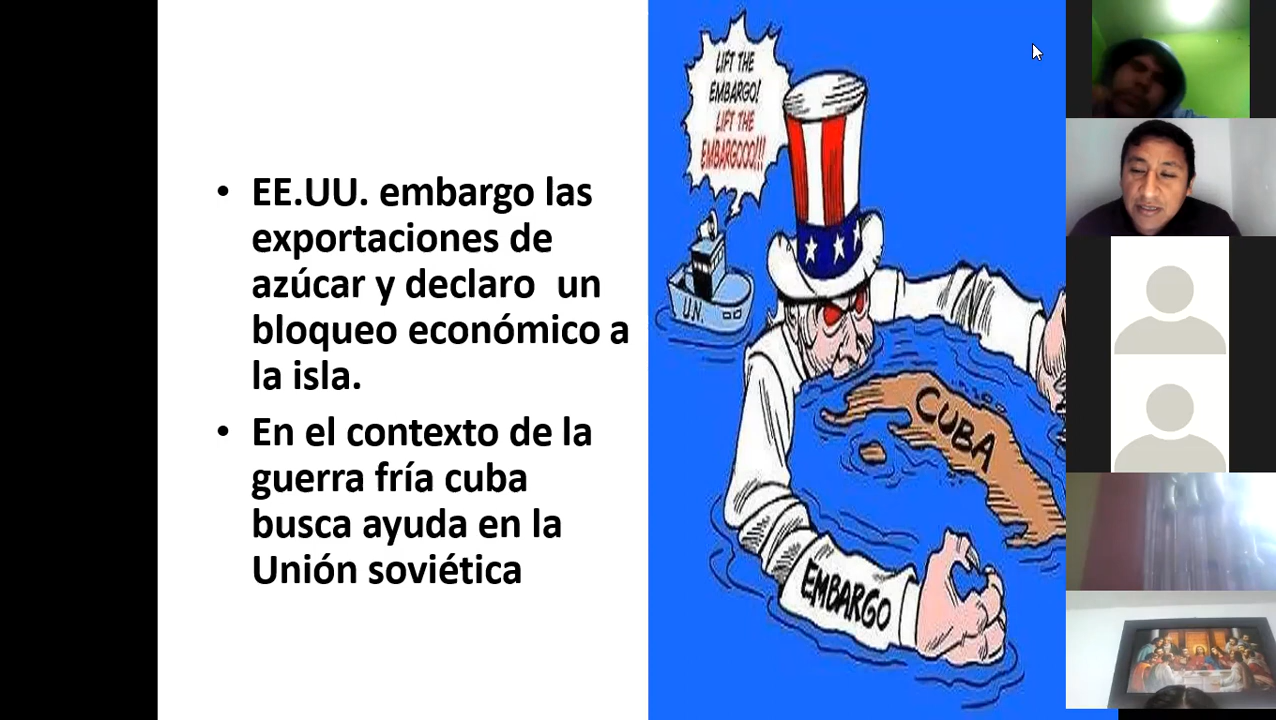 • EE.UU. embargo las
exportaciones de
azúcar y declaro  un
bloqueo económico a
la isla.
• En el contexto de la
guerra fría cuba
busca ayuda en la
Unión soviética
LIFT THE
EMBARGO!
LIFT THE
EMBARGOOO!!!
U.N.
CUBA
EMBARGO